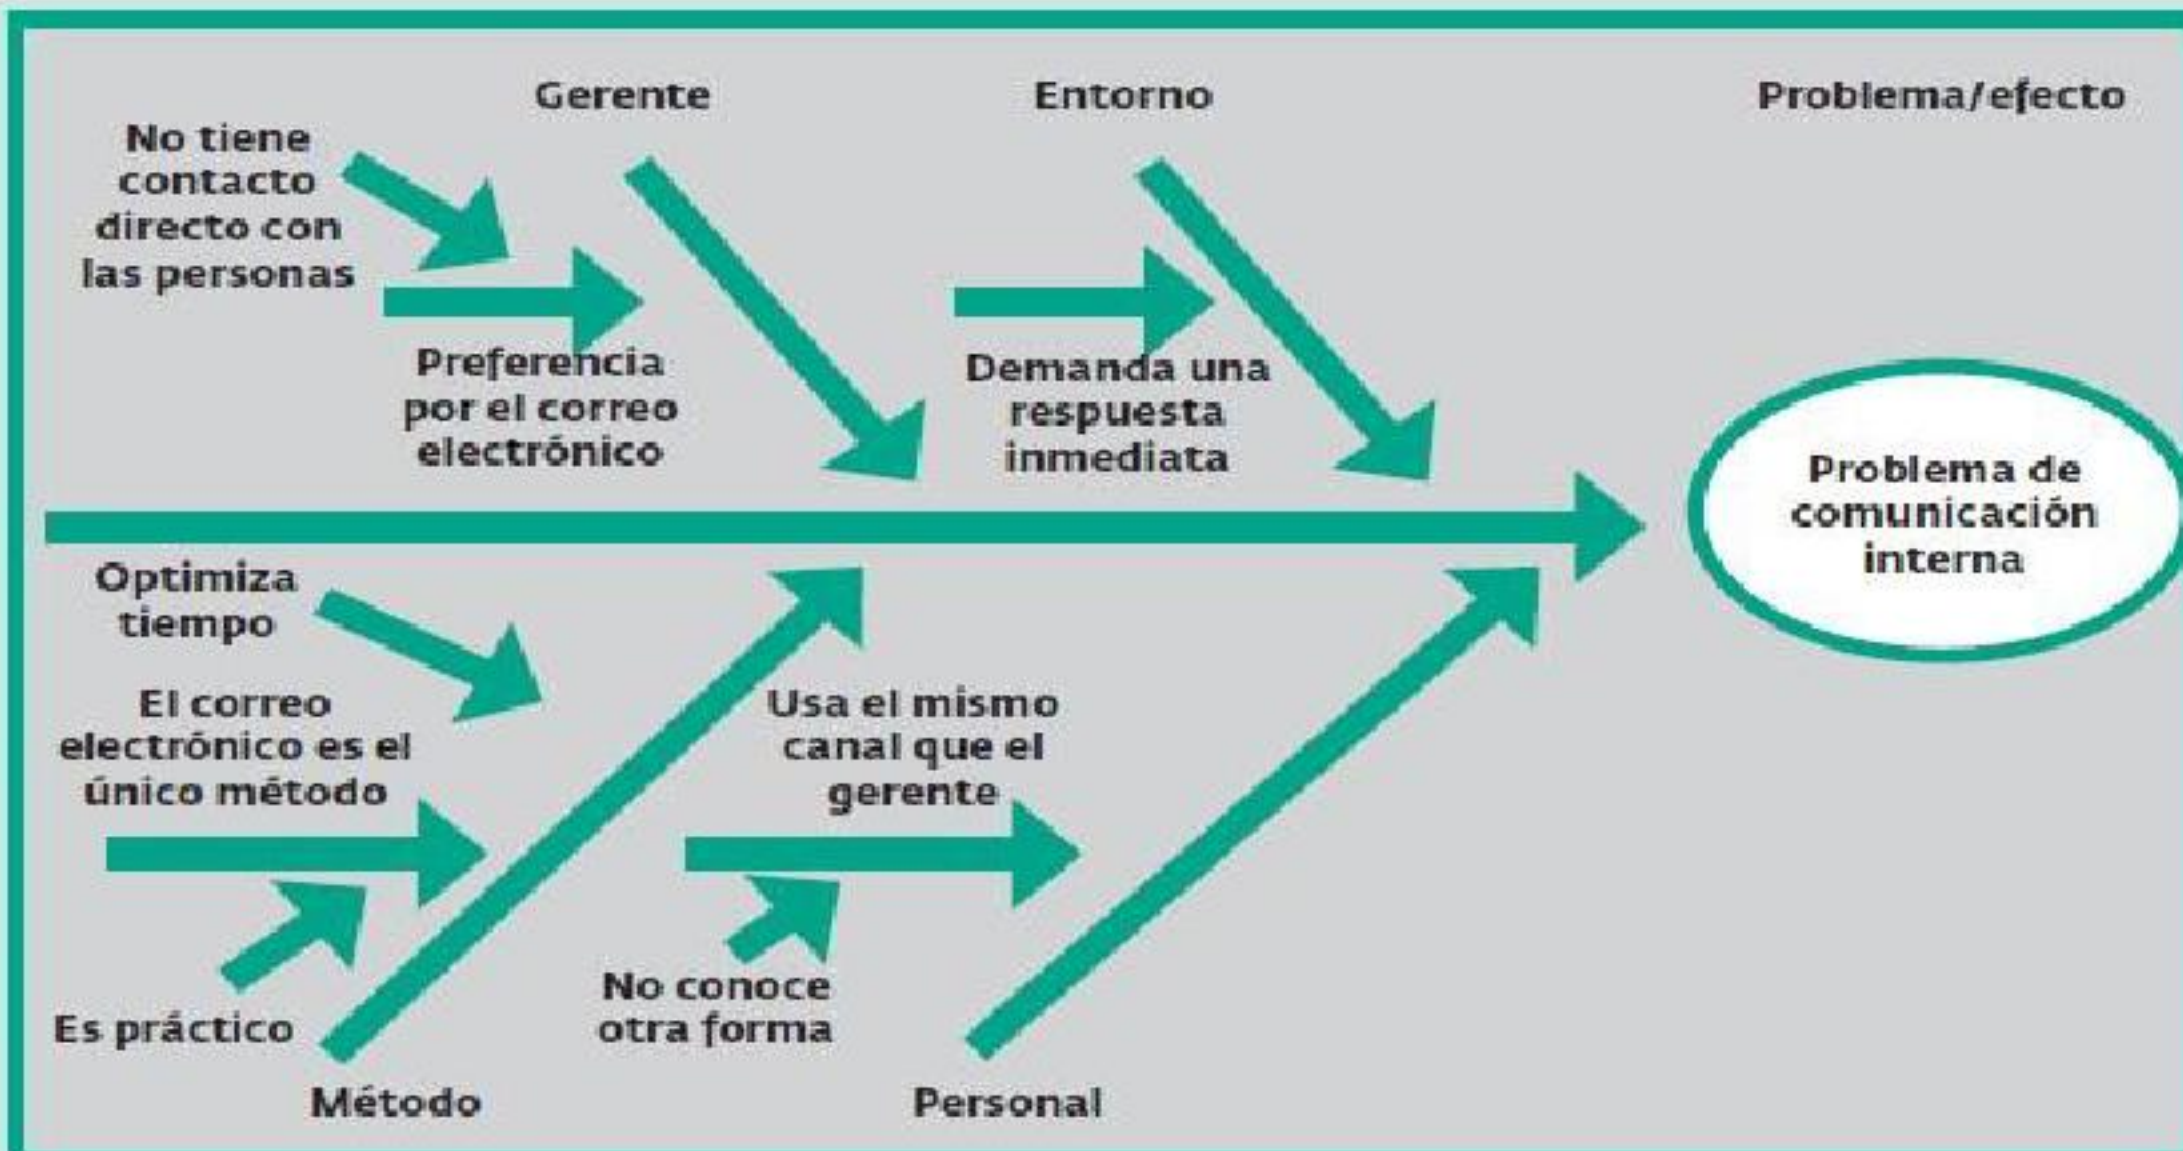 Gerente
Entorno
Problema/efecto
No tiene
contacto
directo con
las personas
Preferencia
por el correo
electrónico
Demanda una
respuesta
inmediata
Problema de
comunicación
interna
Optimiza
tiempo
El correo
electrónico es el
único método
Usa el mismo
canal que el
gerente
Es práctico
No conoce
otra forma
Método
Personal